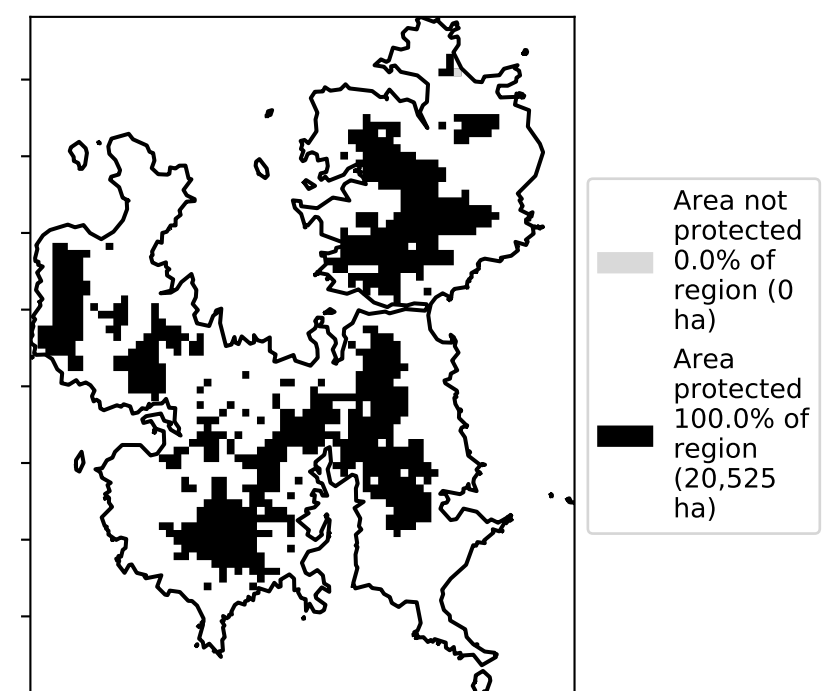 Area not
protected
0.0% of
region (0
ha)
Area
protected
100.0% of
region
(20,525
ha)